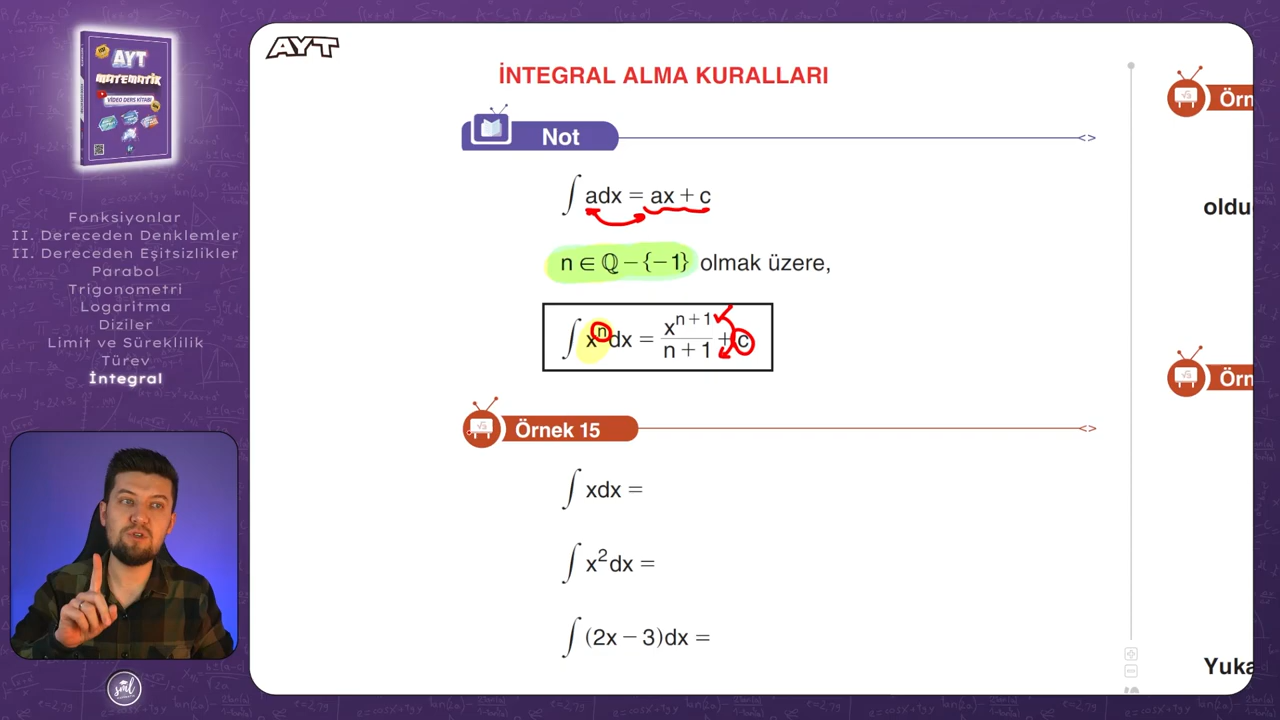 AYT
MATEMATİK
VİDEO DERS KİTABI
Fonksiyonlar
II. Dereceden Denklemler
II. Dereceden Eşitsizlikler
Parabol
Trigonometri
Logaritma
Diziler
Limit ve Süreklilik
Türev
İntegral
sml
AYT
İNTEGRAL ALMA KURALLARI
Not
∫ adx = ax + c
n ∈ ℚ − {−1} olmak üzere,
∫ xⁿdx = xⁿ⁺¹/(n + 1) + c
Örnek 15
∫ xdx =
∫ x²dx =
∫ (2x − 3)dx =
Örn
oldu
Örn
Yuka